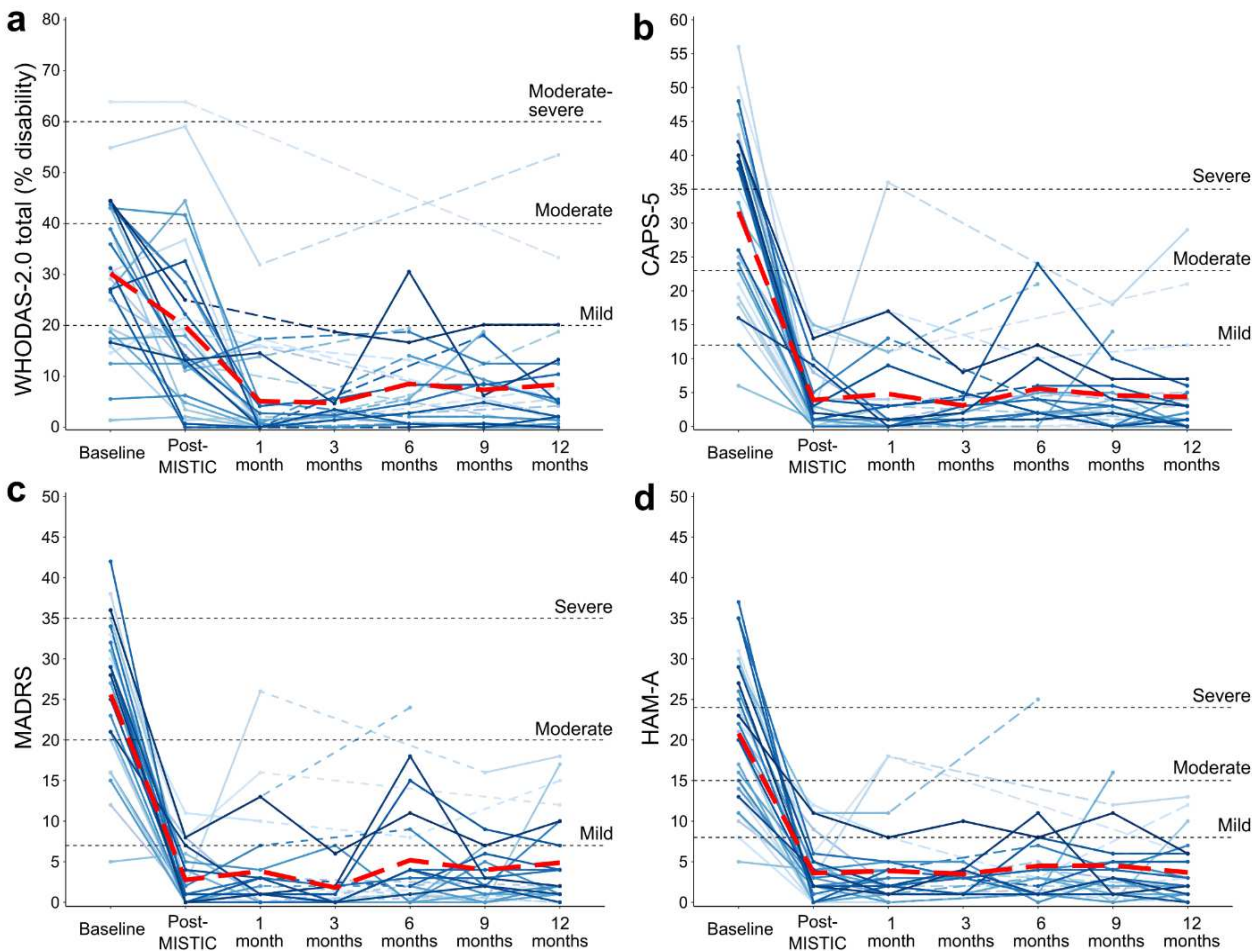 a
WHODAS-2.0 total (% disability)
80
70
60
50
40
30
20
10
0
Moderate-
severe
Moderate
Mild
Baseline
Post-
MISTIC
1
month
3
months
6
months
9
months
12
months
b
CAPS-5
60
55
50
45
40
35
30
25
20
15
10
5
0
Severe
Moderate
Mild
Baseline
Post-
MISTIC
1
month
3
months
6
months
9
months
12
months
c
MADRS
50
45
40
35
30
25
20
15
10
5
0
Severe
Moderate
Mild
Baseline
Post-
MISTIC
1
month
3
months
6
months
9
months
12
months
d
HAM-A
50
45
40
35
30
25
20
15
10
5
0
Severe
Moderate
Mild
Baseline
Post-
MISTIC
1
month
3
months
6
months
9
months
12
months